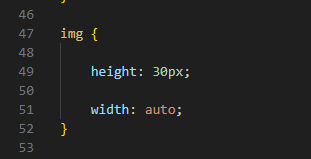 46
47 img {
48
49 height: 30px;
50
51 width: auto;
52 }
53